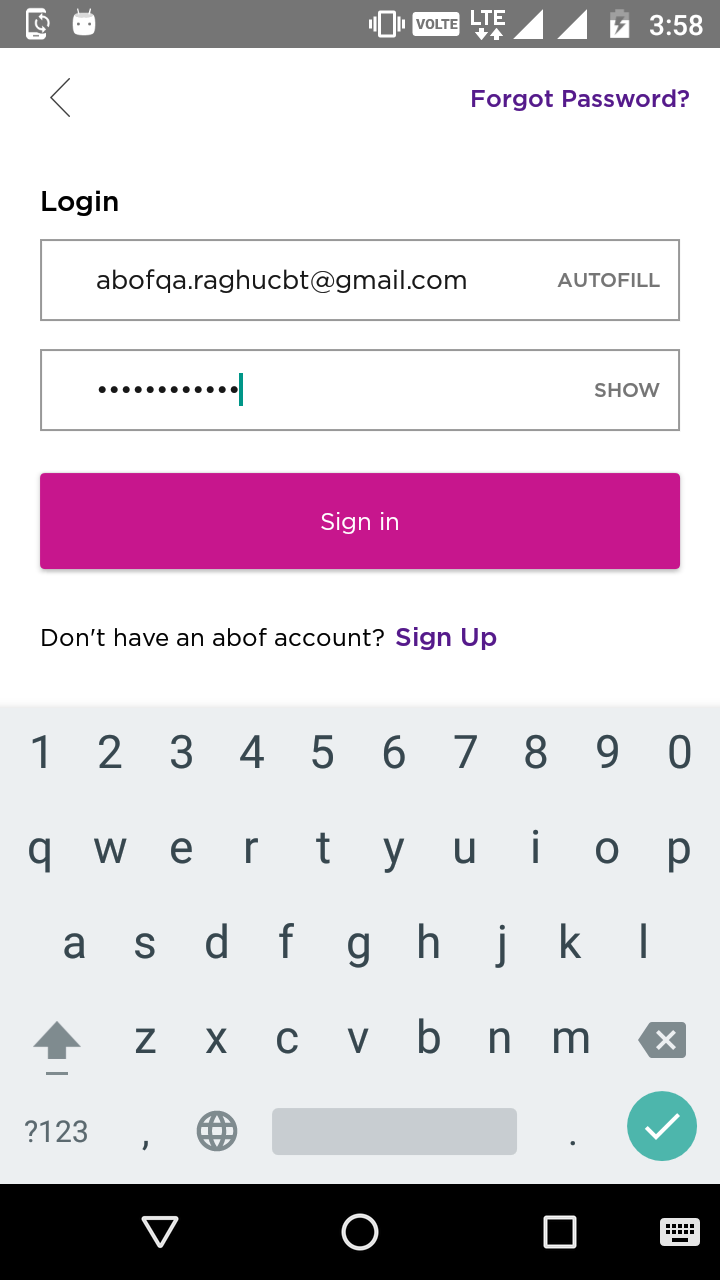 VOLTE LTE 3:58
Forgot Password?
Login
abofqa.raghucbt@gmail.com AUTOFILL
•••••••••••• SHOW
Sign in
Don't have an abof account? Sign Up
1 2 3 4 5 6 7 8 9 0
q w e r t y u i o p
a s d f g h j k l
z x c v b n m
?123 , .